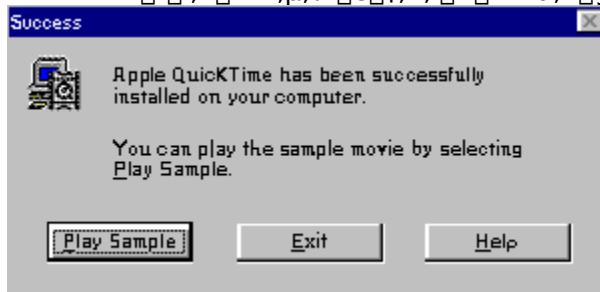 Success
Apple QuicKTime has been successfully
installed on your computer.
You can play the sample movie by selecting
Play Sample.
Play Sample
Exit
Help